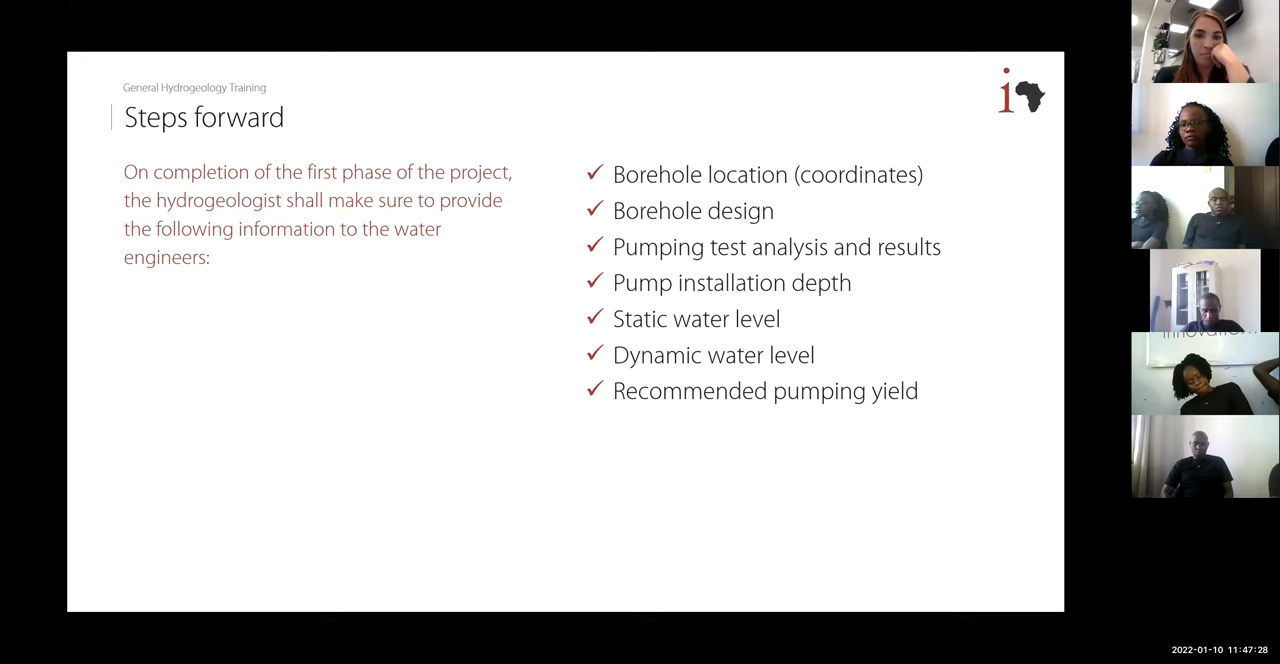 General Hydrogeology Training
Steps forward
On completion of the first phase of the project,
the hydrogeologist shall make sure to provide
the following information to the water
engineers:
✓ Borehole location (coordinates)
✓ Borehole design
✓ Pumping test analysis and results
✓ Pump installation depth
✓ Static water level
✓ Dynamic water level
✓ Recommended pumping yield
i
2022-01-10 11:47:28